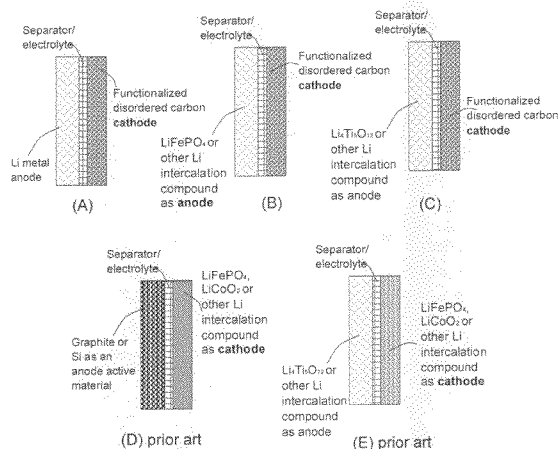 Separator/
electrolyte
Functionalized
disordered carbon
cathode
Li metal
anode
(A)
Separator/
electrolyte
Functionalized
disordered carbon
cathode
LiFePO₄ or
other Li
intercalation
compound
as anode
(B)
Separator/
electrolyte
Li₄Ti₅O₁₂ or
other Li
intercalation
compound
as anode
Functionalized
disordered carbon
cathode
(C)
Separator/
electrolyte
LiFePO₄,
LiCoO₂ or
other Li
intercalation
compound
as cathode
Graphite or
Si as an
anode active
material
(D) prior art
Separator/
electrolyte
LiFePO₄,
LiCoO₂ or
other Li
intercalation
compound
as cathode
Li₄Ti₅O₁₂ or
other Li
intercalation
compound
as anode
(E) prior art